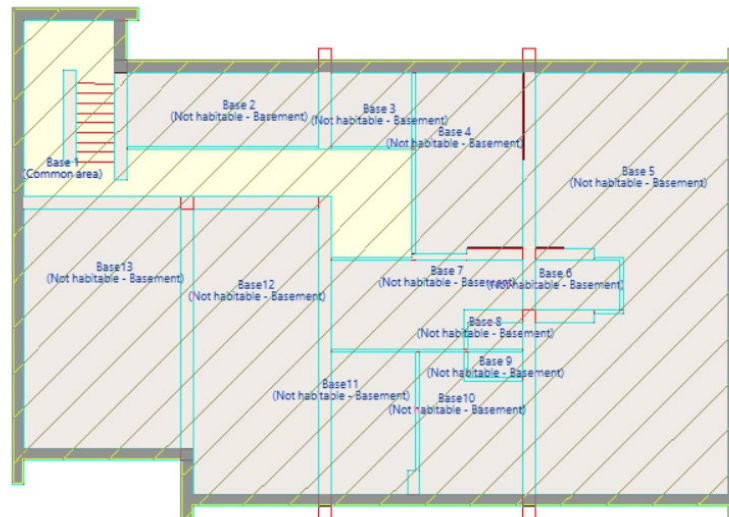 Base 2
(Not habitable - Basement)
Base 3
(Not habitable - Basement)
Base 4
(Not habitable - Basement)
Base 1
(Common area)
Base 5
(Not habitable - Basement)
Base13
(Not habitable - Basement)
Base12
(Not habitable - Basement)
Base 7
(Not habitable - Basement)
Base 6
(Not habitable - Basement)
Base 8
(Not habitable - Basement)
Base 9
(Not habitable - Basement)
Base11
(Not habitable - Basement)
Base10
(Not habitable - Basement)